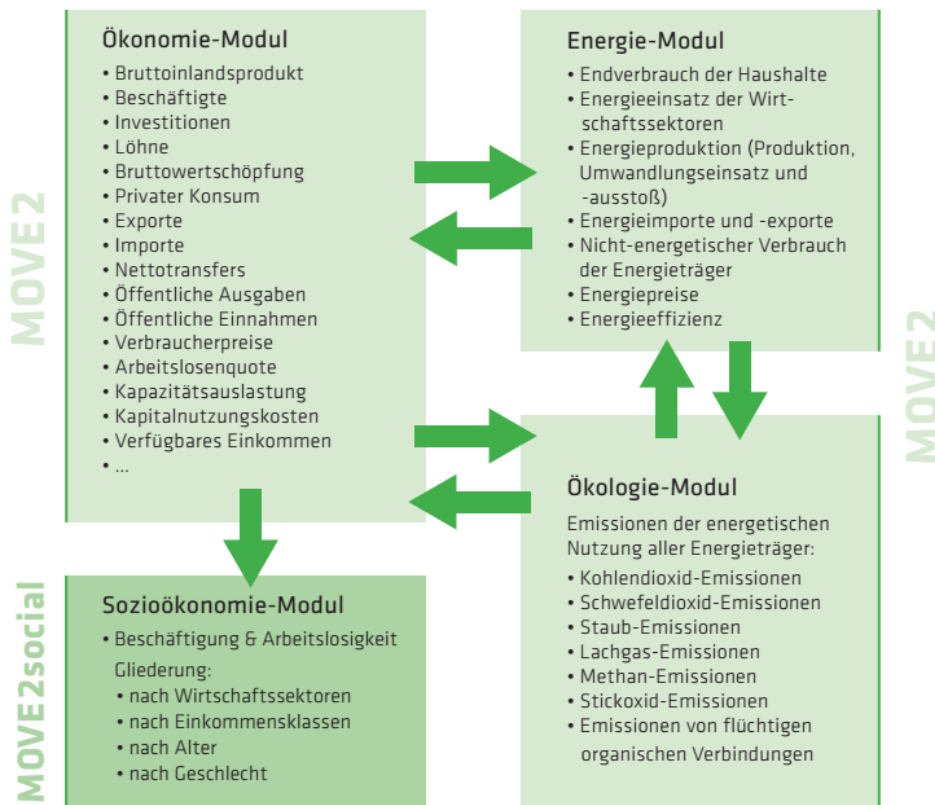 MOVE2
Ökonomie-Modul
• Bruttoinlandsprodukt
• Beschäftigte
• Investitionen
• Löhne
• Bruttowertschöpfung
• Privater Konsum
• Exporte
• Importe
• Nettotransfers
• Öffentliche Ausgaben
• Öffentliche Einnahmen
• Verbraucherpreise
• Arbeitslosenquote
• Kapazitätsauslastung
• Kapitalnutzungskosten
• Verfügbares Einkommen
• ...
Energie-Modul
• Endverbrauch der Haushalte
• Energieeinsatz der Wirt-
schaftssektoren
• Energieproduktion (Produktion,
Umwandlungseinsatz und
-ausstoß)
• Energieimporte und -exporte
• Nicht-energetischer Verbrauch
der Energieträger
• Energiepreise
• Energieeffizienz
MOVE2
MOVE2social
Sozioökonomie-Modul
• Beschäftigung & Arbeitslosigkeit
Gliederung:
• nach Wirtschaftssektoren
• nach Einkommensklassen
• nach Alter
• nach Geschlecht
Ökologie-Modul
Emissionen der energetischen
Nutzung aller Energieträger:
• Kohlendioxid-Emissionen
• Schwefeldioxid-Emissionen
• Staub-Emissionen
• Lachgas-Emissionen
• Methan-Emissionen
• Stickoxid-Emissionen
• Emissionen von flüchtigen
organischen Verbindungen